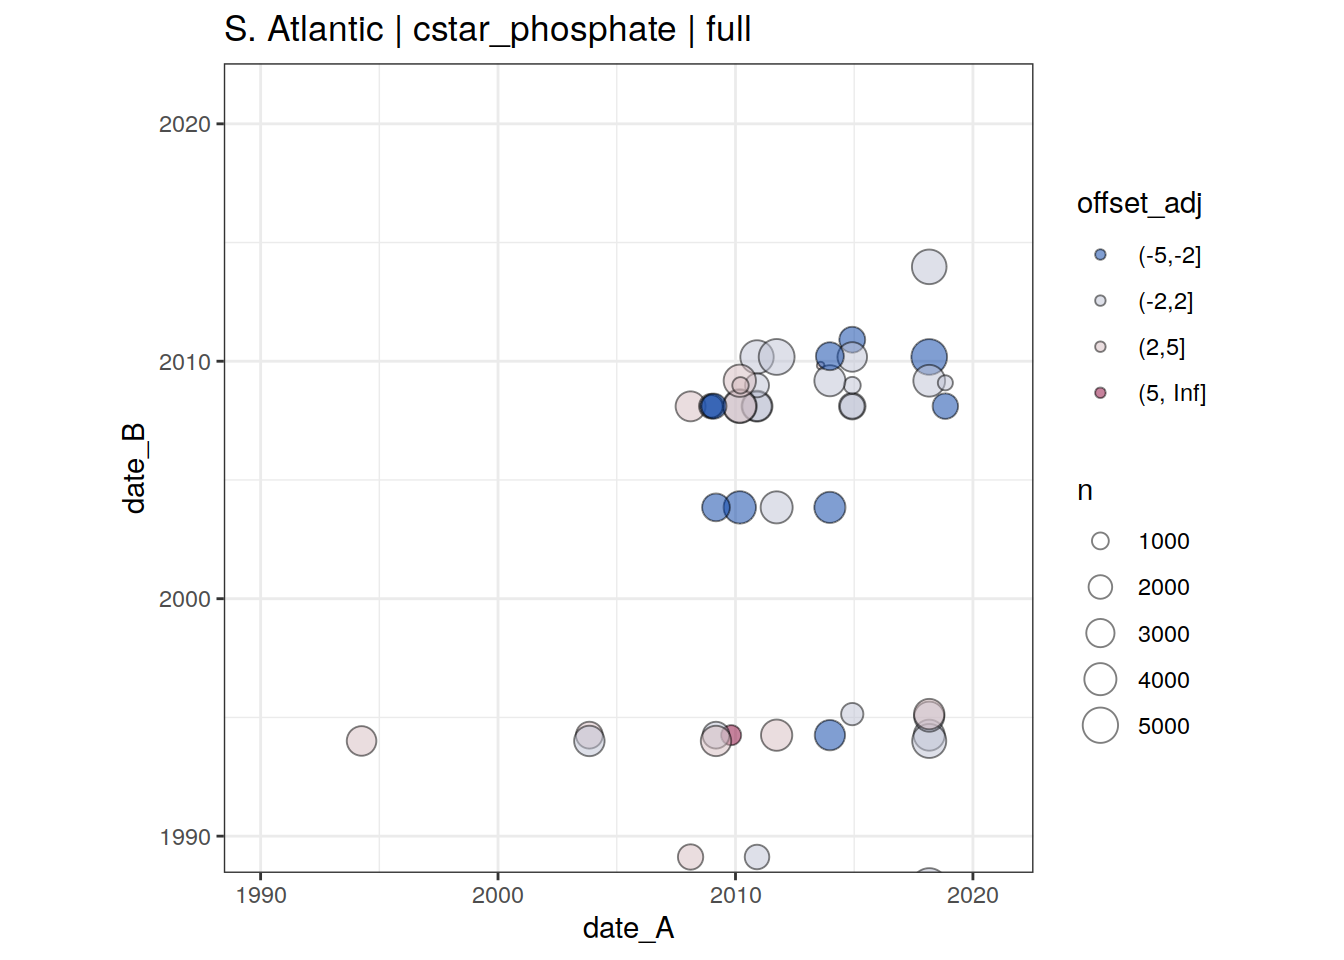 S. Atlantic | cstar_phosphate | full
2020
2010
2000
1990
date_B
1990
2000
2010
2020
date_A
offset_adj
(-5,-2]
(-2,2]
(2,5]
(5, Inf]
n
1000
2000
3000
4000
5000